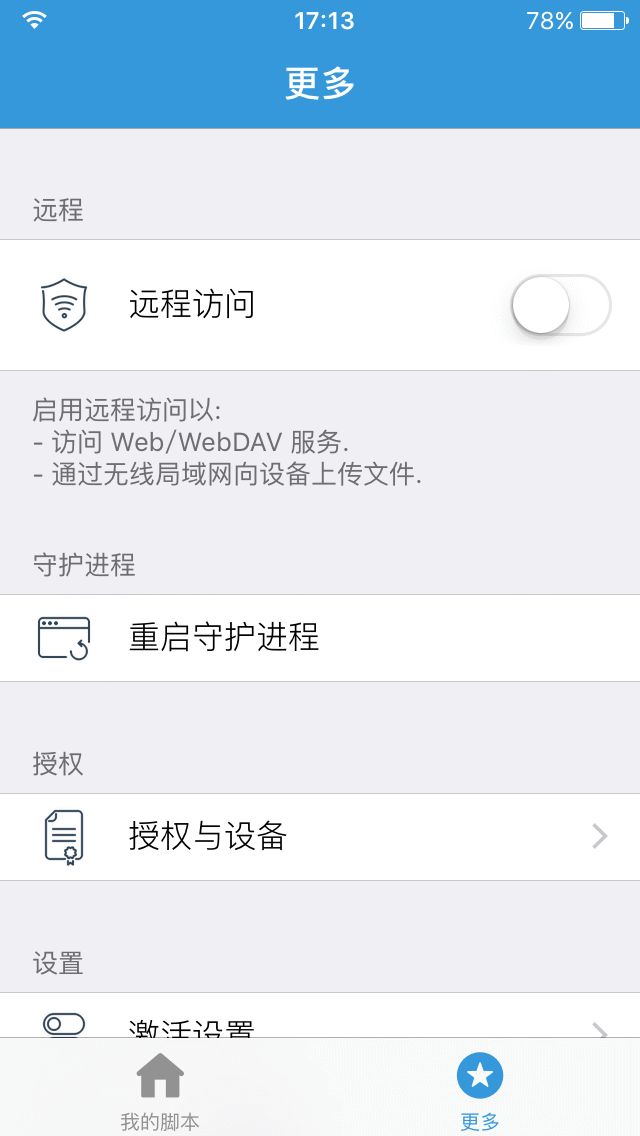 17:13
78%
更多
远程
远程访问
启用远程访问以:
- 访问 Web/WebDAV 服务.
- 通过无线局域网向设备上传文件.
守护进程
重启守护进程
授权
授权与设备
设置
激活设置
我的脚本
更多